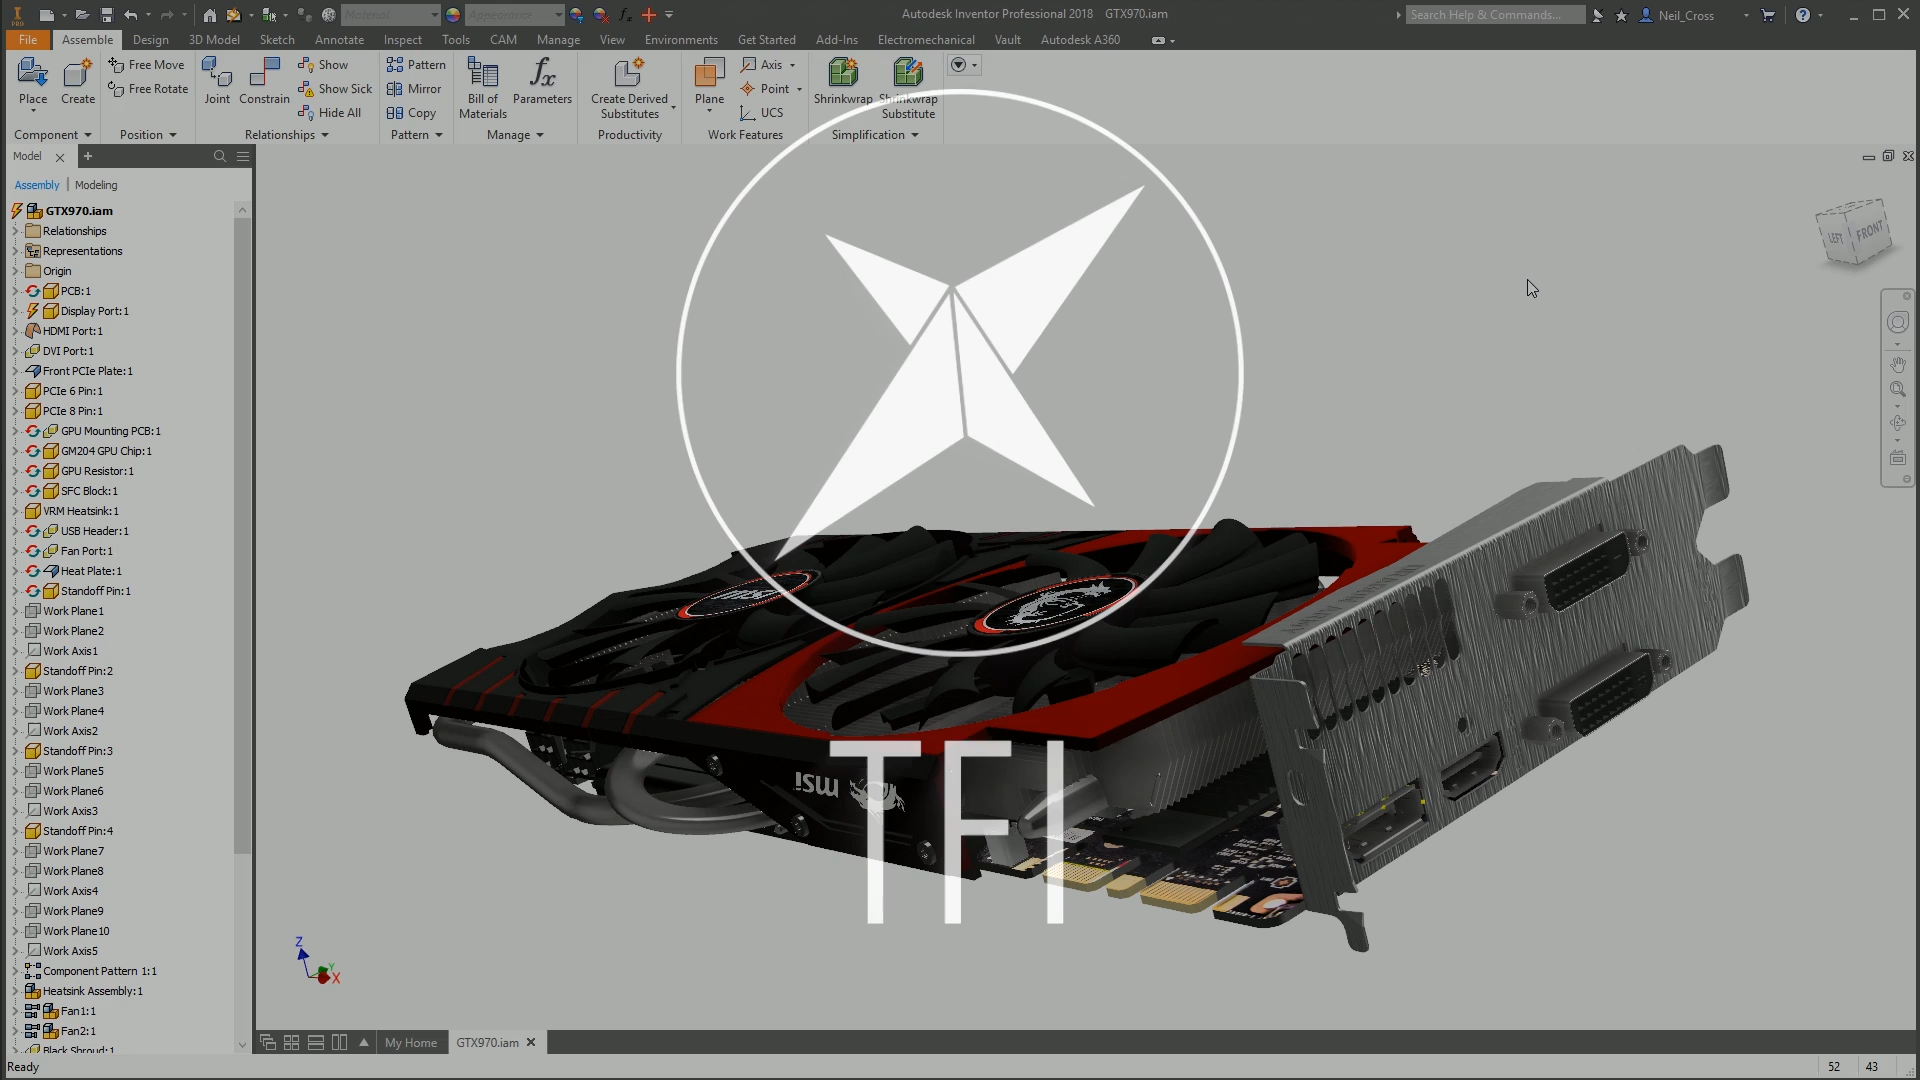 PRO
Material
Appearance
Autodesk Inventor Professional 2018 GTX970.iam
Search Help & Commands...
Neil_Cross
File Assemble Design 3D Model Sketch Annotate Inspect Tools CAM Manage View Environments Get Started Add-Ins Electromechanical Vault Autodesk A360
Place
Create
Free Move
Free Rotate
Joint
Constrain
Show
Show Sick
Hide All
Pattern
Mirror
Copy
Bill of
Materials
Parameters
Create Derived
Substitutes
Plane
Axis
Point
UCS
Shrinkwrap
Shrinkwrap
Substitute
Component Position Relationships Pattern Manage Productivity Work Features Simplification
Model
Assembly | Modeling
GTX970.iam
Relationships
Representations
Origin
PCB:1
Display Port:1
HDMI Port:1
DVI Port:1
Front PCIe Plate:1
PCIe 6 Pin:1
PCIe 8 Pin:1
GPU Mounting PCB:1
GM204 GPU Chip:1
GPU Resistor:1
SFC Block:1
VRM Heatsink:1
USB Header:1
Fan Port:1
Heat Plate:1
Standoff Pin:1
Work Plane1
Work Plane2
Work Axis1
Standoff Pin:2
Work Plane3
Work Plane4
Work Axis2
Standoff Pin:3
Work Plane5
Work Plane6
Work Axis3
Standoff Pin:4
Work Plane7
Work Plane8
Work Axis4
Work Plane9
Work Plane10
Work Axis5
Component Pattern 1:1
Heatsink Assembly:1
Fan1:1
Fan2:1
Black Shroud:1
LEFT FRONT
msi
msi
TFI
Z
Y
X
My Home GTX970.iam
Ready
52 43